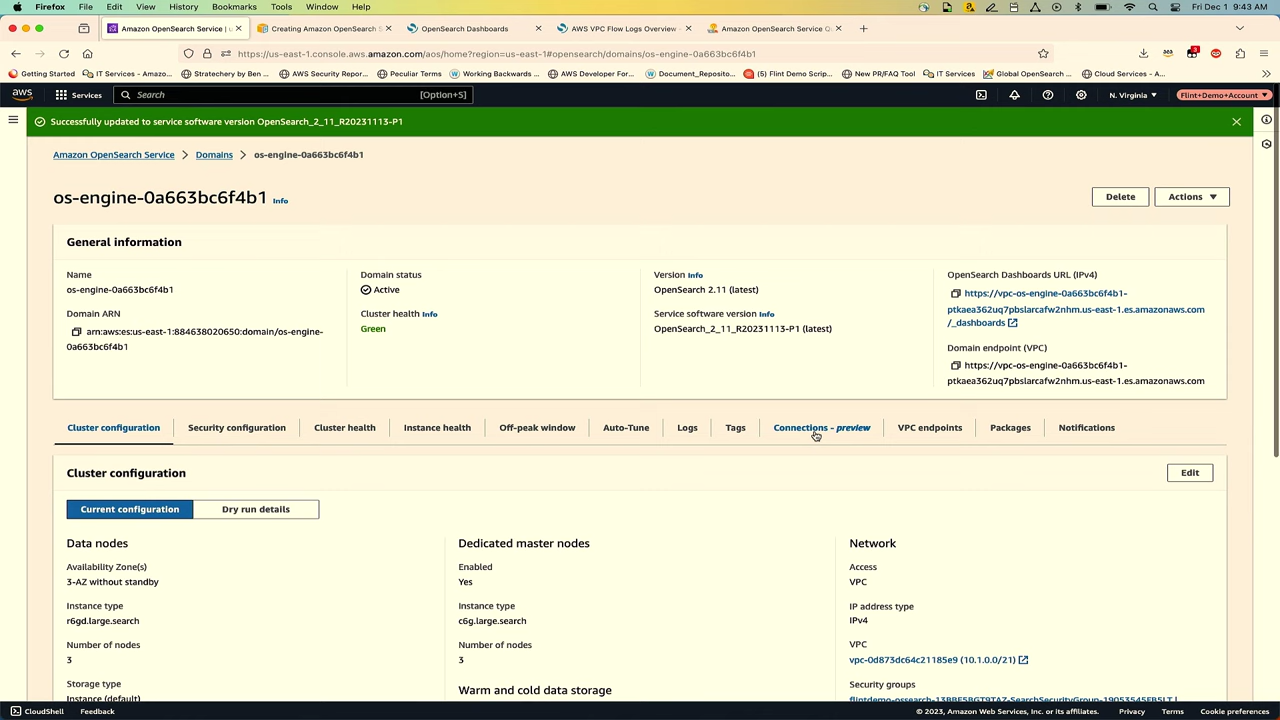 Firefox File Edit View History Bookmarks Tools Window Help Fri Dec 1 9:43 AM
Amazon OpenSearch Service | u Creating Amazon OpenSearch S OpenSearch Dashboards AWS VPC Flow Logs Overview - Amazon OpenSearch Service Q
https://us-east-1.console.aws.amazon.com/aos/home?region=us-east-1#opensearch/domains/os-engine-0a663bc6f4b1
Getting Started IT Services - Amazo... Stratechery by Ben ... AWS Security Repor... Peculiar Terms Working Backwards ... AWS Developer For... Document_Reposito... (5) Flint Demo Scrip... New PR/FAQ Tool IT Services Global OpenSearch ... Cloud Services - A...
aws Services Search [Option+S] N. Virginia Flint+Demo+Account
Successfully updated to service software version OpenSearch_2_11_R20231113-P1
Amazon OpenSearch Service Domains os-engine-0a663bc6f4b1
os-engine-0a663bc6f4b1 Info Delete Actions
General information
Name Domain status Version Info OpenSearch Dashboards URL (IPv4)
os-engine-0a663bc6f4b1 Active OpenSearch 2.11 (latest) https://vpc-os-engine-0a663bc6f4b1-
ptkaea362uq7pbslarcafw2nhm.us-east-1.es.amazonaws.com
/_dashboards
Domain ARN Cluster health Info Service software version Info
arn:aws:es:us-east-1:884638020650:domain/os-engine-
0a663bc6f4b1
Green OpenSearch_2_11_R20231113-P1 (latest)
Domain endpoint (VPC)
https://vpc-os-engine-0a663bc6f4b1-
ptkaea362uq7pbslarcafw2nhm.us-east-1.es.amazonaws.com
Cluster configuration Security configuration Cluster health Instance health Off-peak window Auto-Tune Logs Tags Connections - preview VPC endpoints Packages Notifications
Cluster configuration Edit
Current configuration Dry run details
Data nodes Dedicated master nodes Network
Availability Zone(s) Enabled Access
3-AZ without standby Yes VPC
Instance type Instance type IP address type
r6gd.large.search c6g.large.search IPv4
Number of nodes Number of nodes VPC
3 3 vpc-0d873dc64c21185e9 (10.1.0.0/21)
Storage type Warm and cold data storage Security groups
Instance (default)
CloudShell Feedback © 2023, Amazon Web Services, Inc. or its affiliates. Privacy Terms Cookie preferences